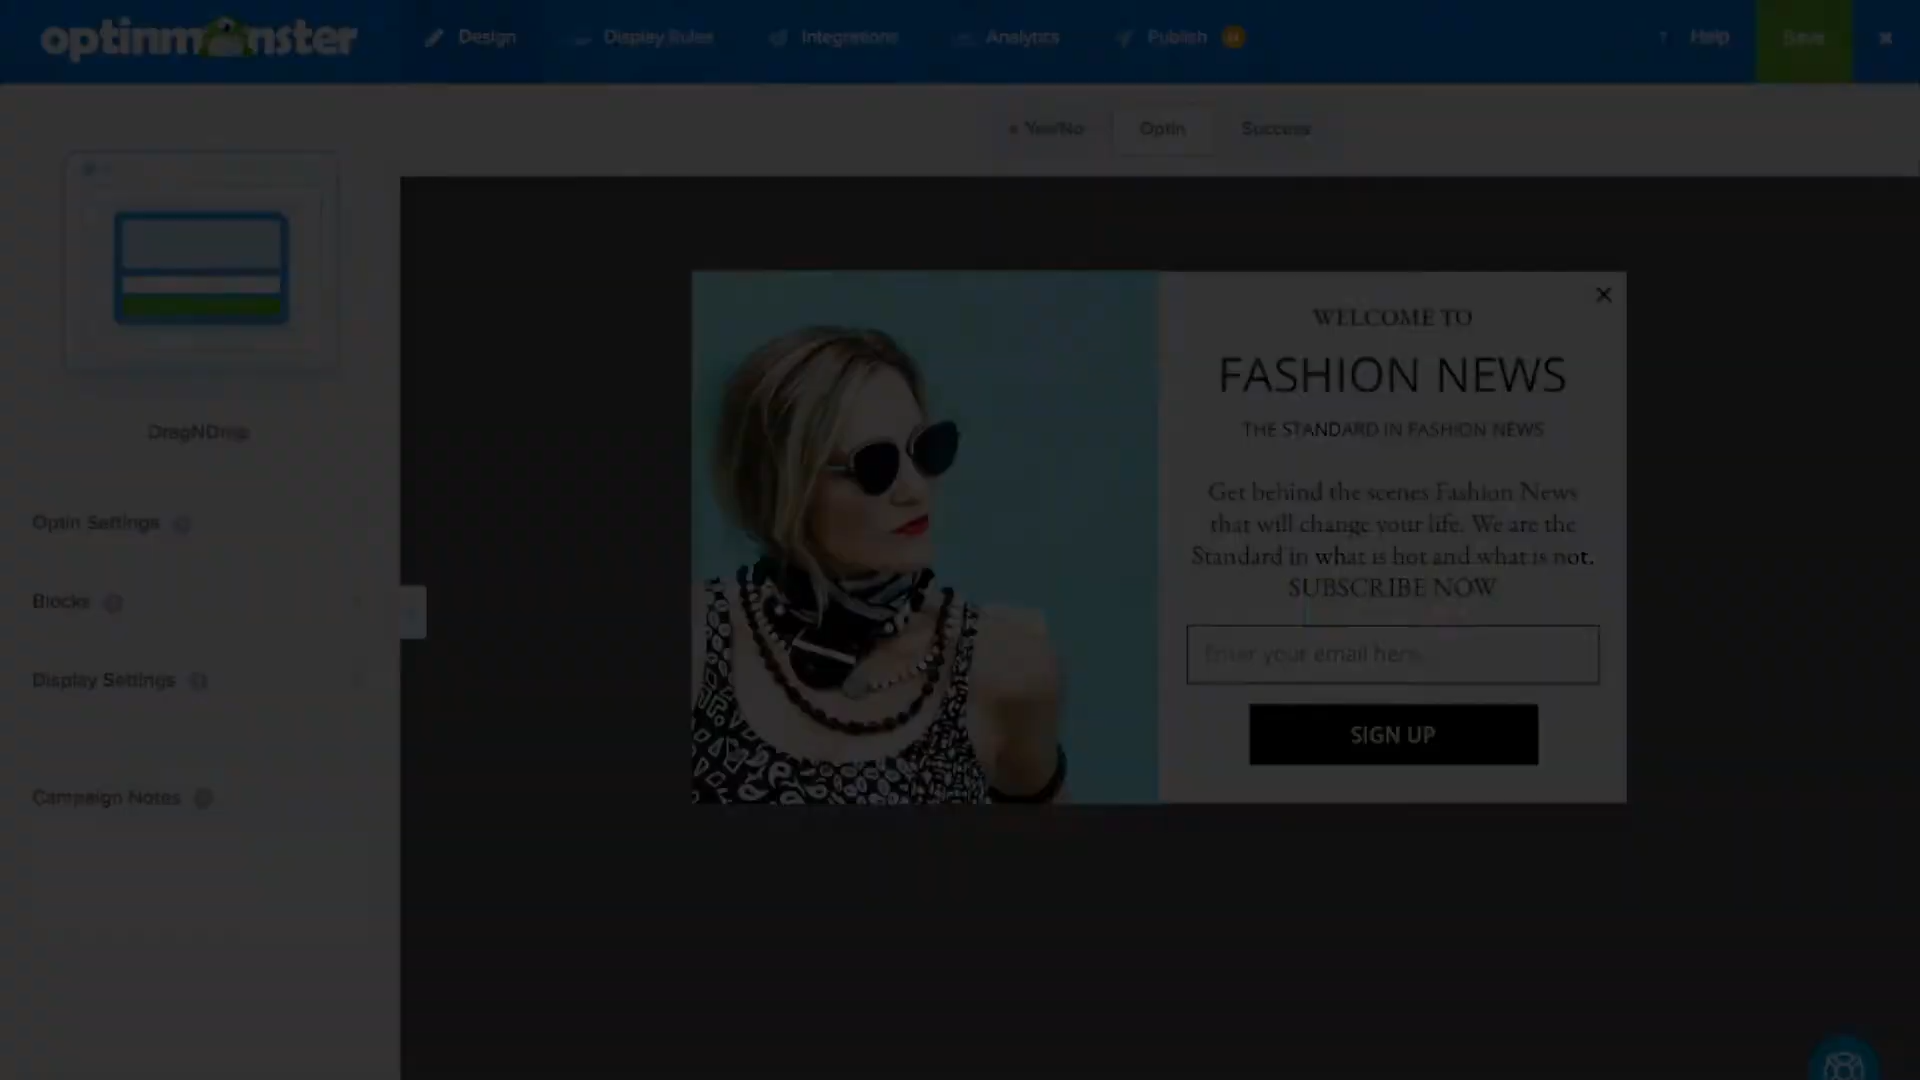 optinmonster
Design
Display Rules
Integrations
Analytics
Publish
Help
Save
« Yes/No
Optin
Success
DragNDrop
Optin Settings
Blocks
Display Settings
Campaign Notes
WELCOME TO
FASHION NEWS
THE STANDARD IN FASHION NEWS
Get behind the scenes Fashion News
that will change your life. We are the
Standard in what is hot and what is not.
SUBSCRIBE NOW
Enter your email here
SIGN UP